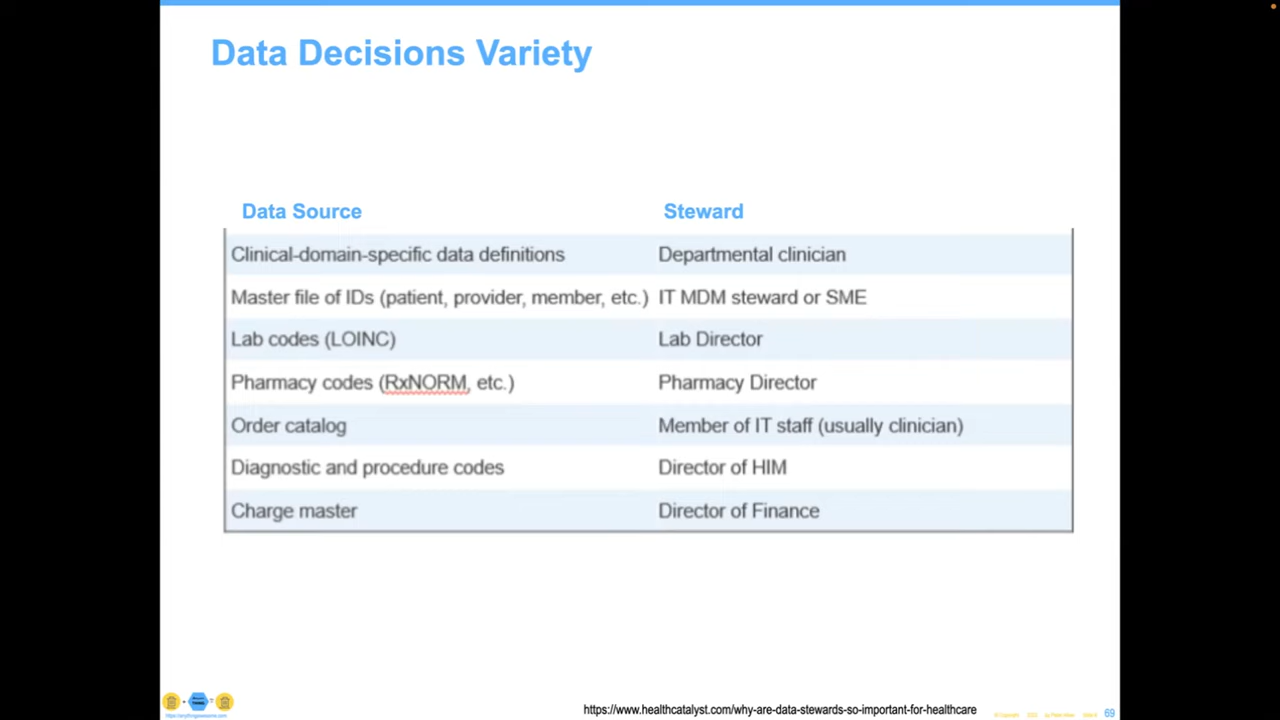 Data Decisions Variety
Data Source Steward
Clinical-domain-specific data definitions Departmental clinician
Master file of IDs (patient, provider, member, etc.) IT MDM steward or SME
Lab codes (LOINC) Lab Director
Pharmacy codes (RxNORM, etc.) Pharmacy Director
Order catalog Member of IT staff (usually clinician)
Diagnostic and procedure codes Director of HIM
Charge master Director of Finance
https://www.healthcatalyst.com/why-are-data-stewards-so-important-for-healthcare
69